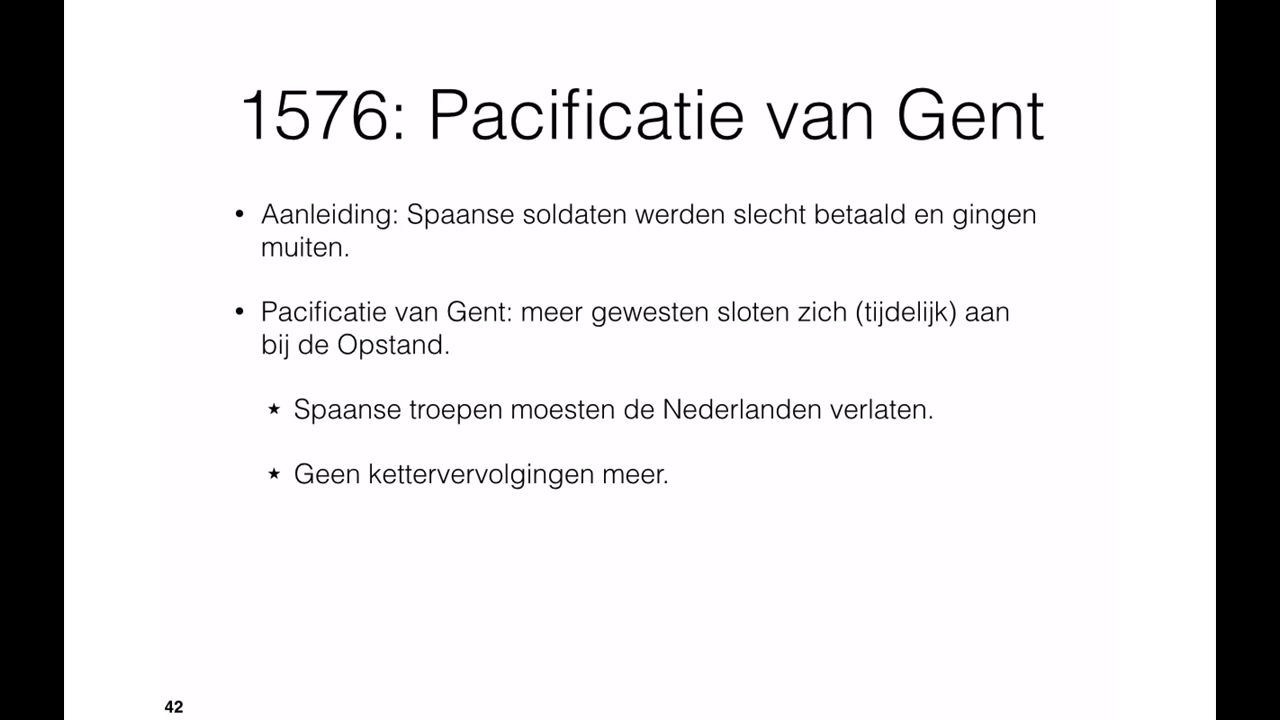 1576: Pacificatie van Gent
• Aanleiding: Spaanse soldaten werden slecht betaald en gingen
muiten.
• Pacificatie van Gent: meer gewesten sloten zich (tijdelijk) aan
bij de Opstand.
★ Spaanse troepen moesten de Nederlanden verlaten.
★ Geen kettervervolgingen meer.
42